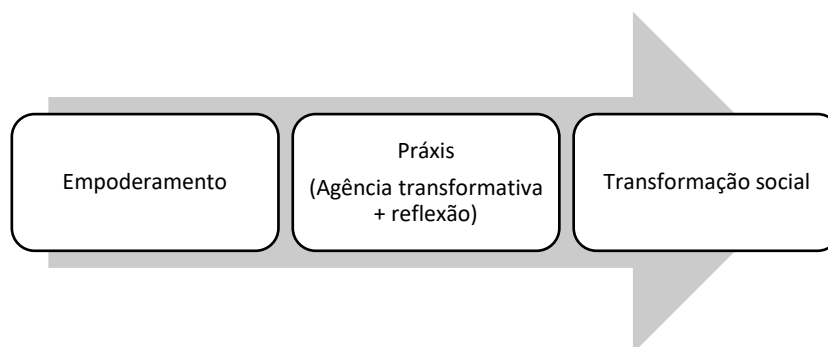 Empoderamento
Práxis
(Agência transformativa
+ reflexão)
Transformação social